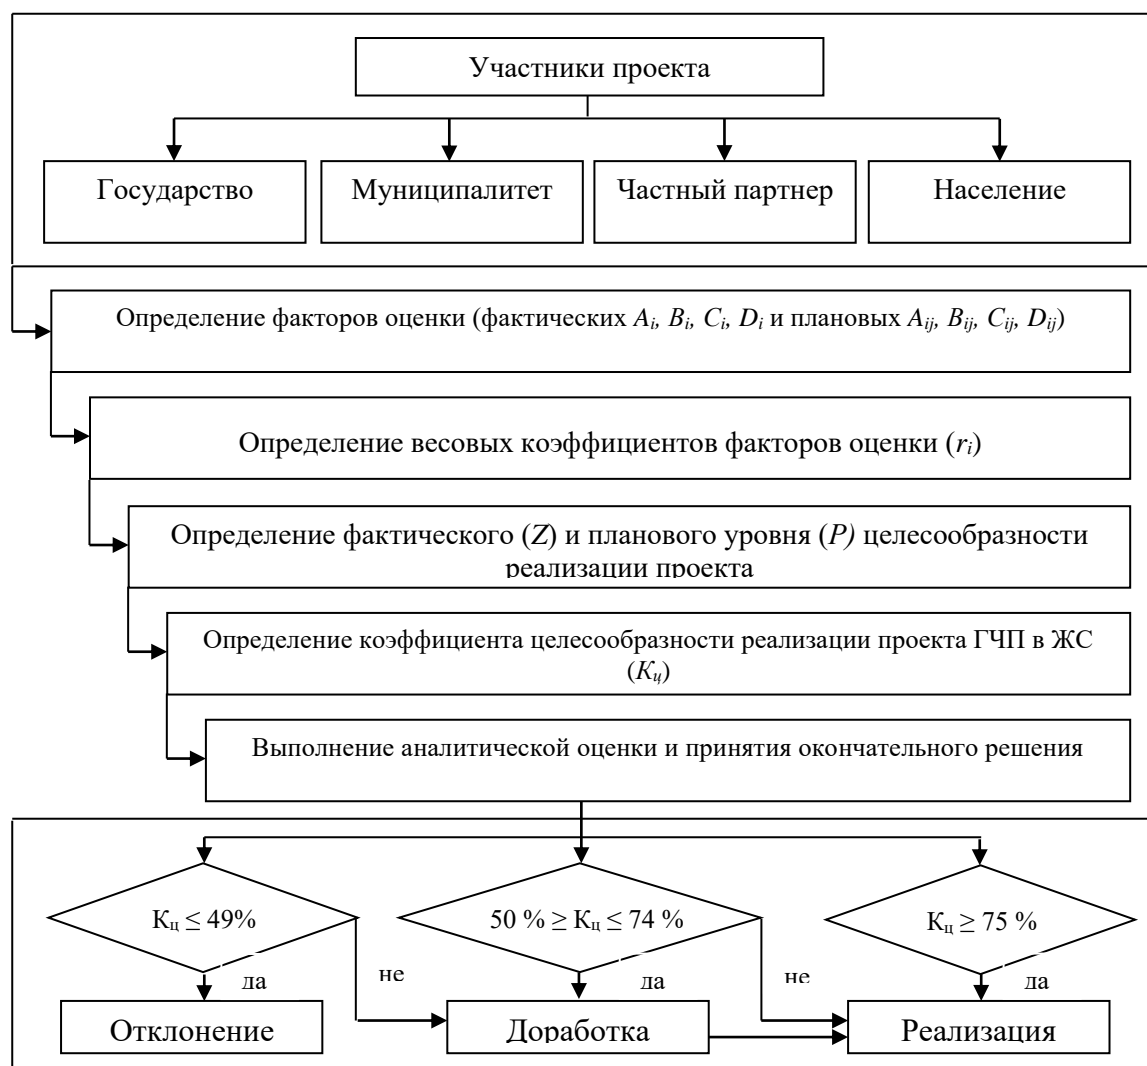 Участники проекта
Государство
Муниципалитет
Частный партнер
Население
Определение факторов оценки (фактических Ai, Bi, Ci, Di и плановых Aij, Bij, Cij, Dij)
Определение весовых коэффициентов факторов оценки (ri)
Определение фактического (Z) и планового уровня (P) целесообразности
реализации проекта
Определение коэффициента целесообразности реализации проекта ГЧП в ЖС
(Kц)
Выполнение аналитической оценки и принятия окончательного решения
Кц ≤ 49%
50 % ≥ Кц ≤ 74 %
Кц ≥ 75 %
да
не
да
не
да
Отклонение
Доработка
Реализация